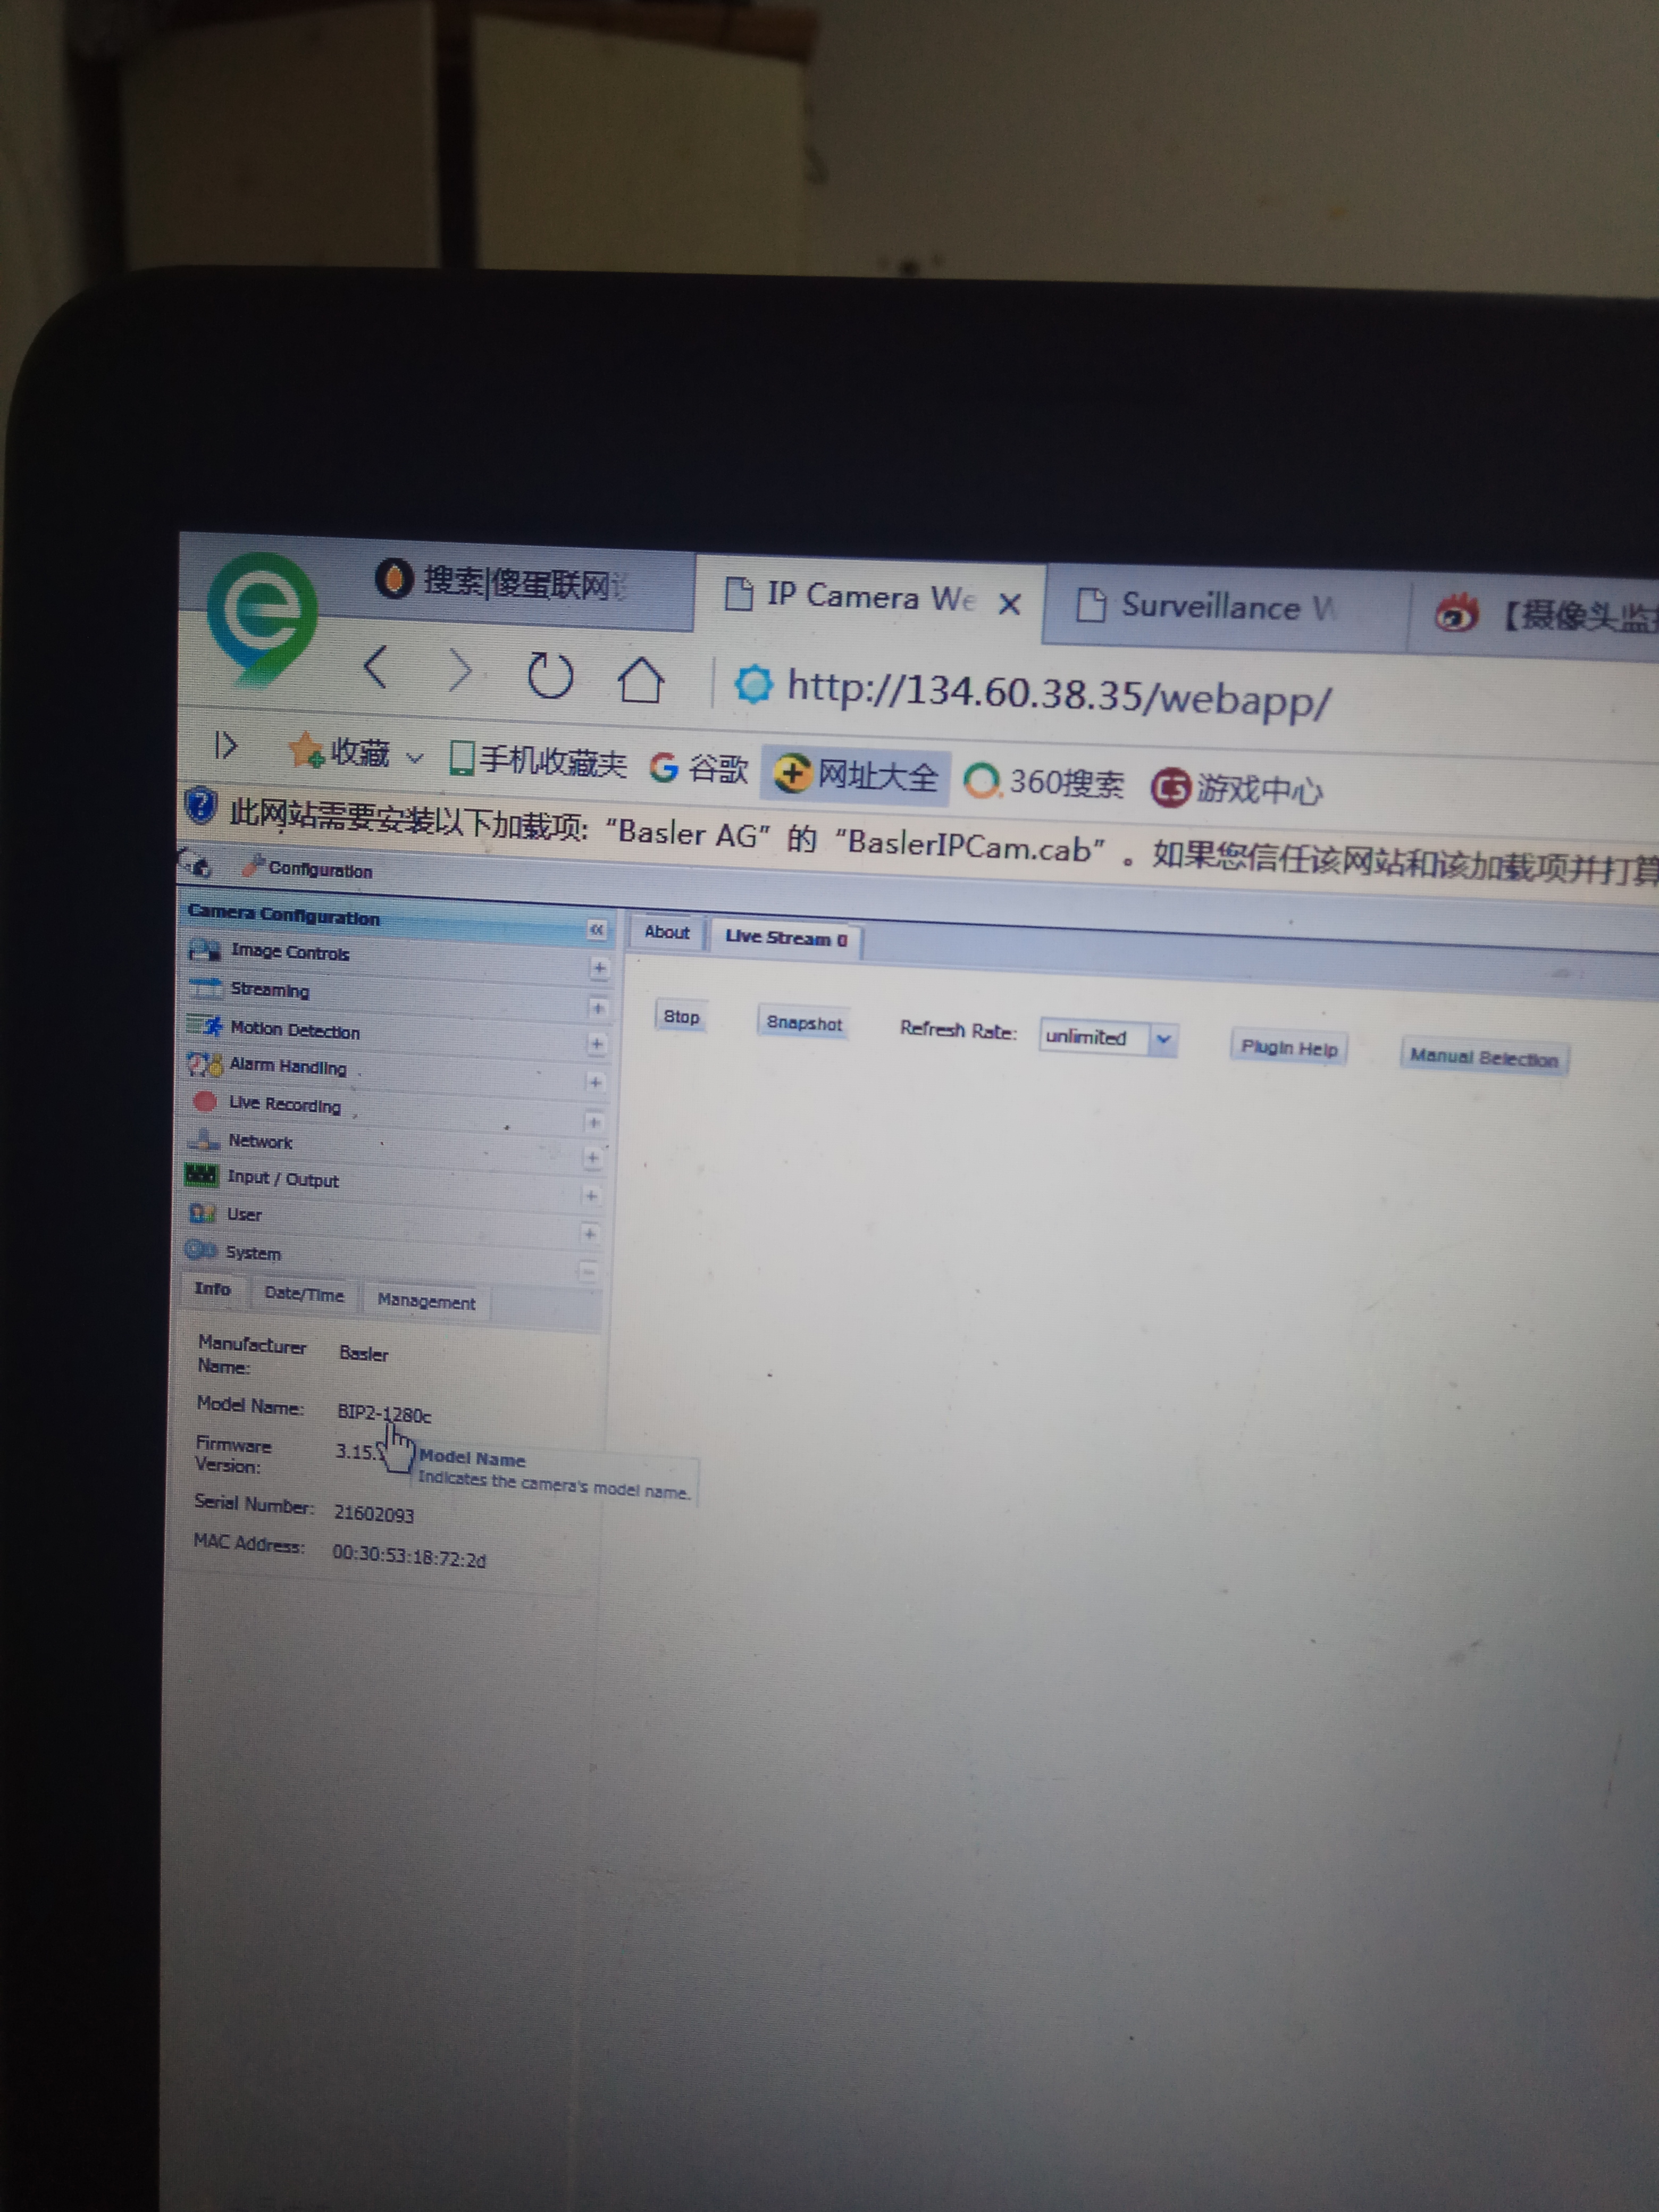 搜索|傻蛋联网
IP Camera We
Surveillance W
【摄像头监
http://134.60.38.35/webapp/
收藏
手机收藏夹
谷歌
网址大全
360搜索
游戏中心
此网站需要安装以下加载项: “Basler AG” 的 “BaslerIPCam.cab” 。如果您信任该网站和该加载项并打算
Configuration
Camera Configuration
Image Controls
Streaming
Motion Detection
Alarm Handling
Live Recording
Network
Input / Output
User
System
Info Date/Time Management
Manufacturer Name: Basler
Model Name: BIP2-1280c
Firmware Version: 3.15.
Serial Number: 21602093
MAC Address: 00:30:53:18:72:2d
Model Name
Indicates the camera's model name.
About
Live Stream 0
Stop
Snapshot
Refresh Rate: unlimited
Plugin Help
Manual Selection